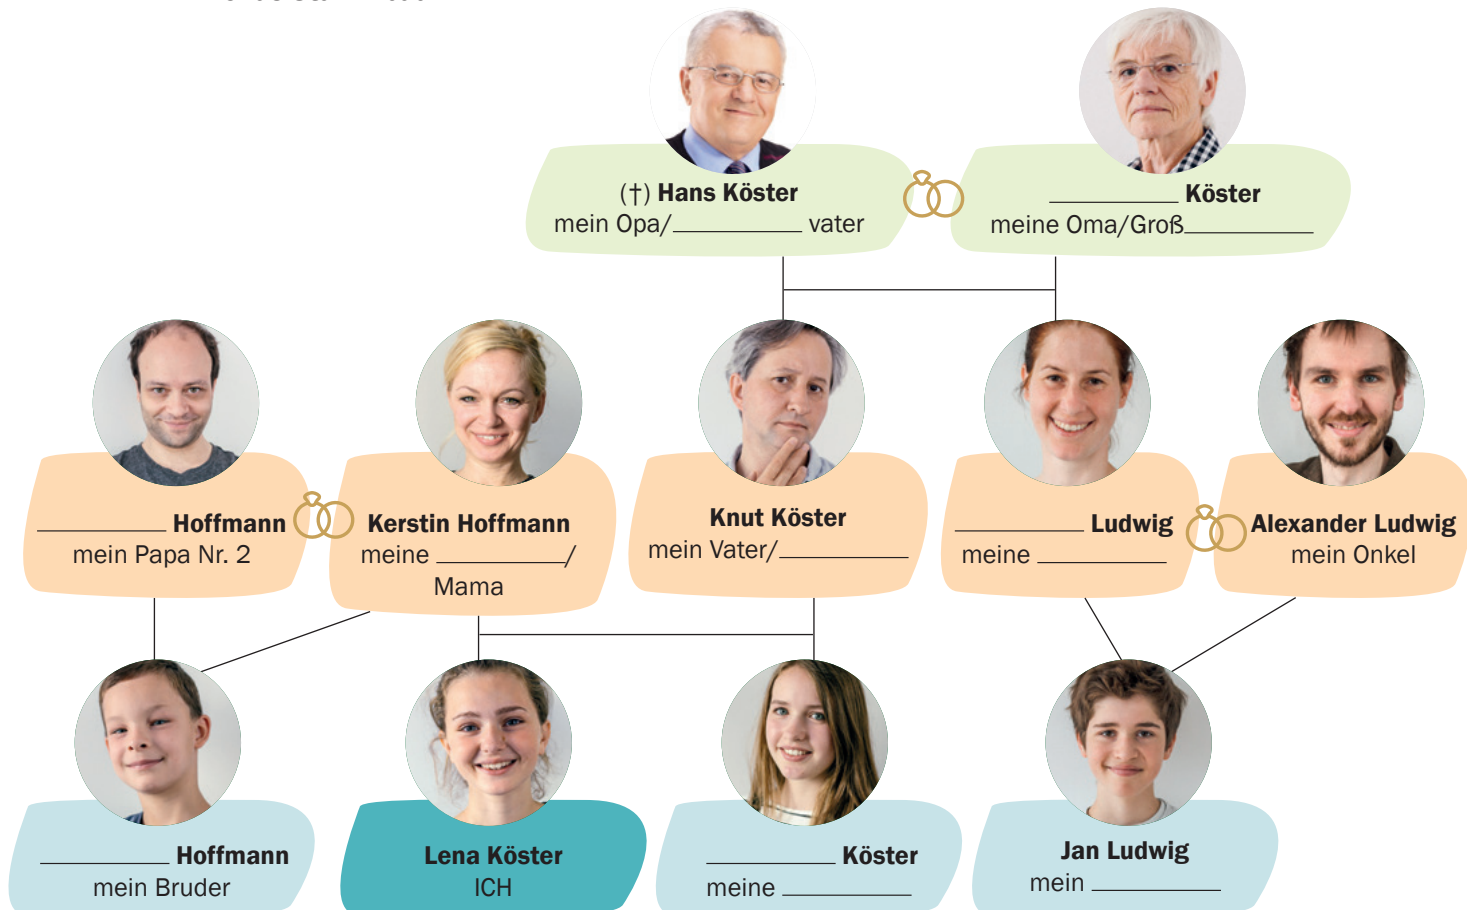 (†) Hans Köster
mein Opa/__________ vater
__________ Köster
meine Oma/Groß__________
__________ Hoffmann
mein Papa Nr. 2
Kerstin Hoffmann
meine __________/
Mama
Knut Köster
mein Vater/__________
__________ Ludwig
meine __________
Alexander Ludwig
mein Onkel
__________ Hoffmann
mein Bruder
Lena Köster
ICH
__________ Köster
meine __________
Jan Ludwig
mein __________